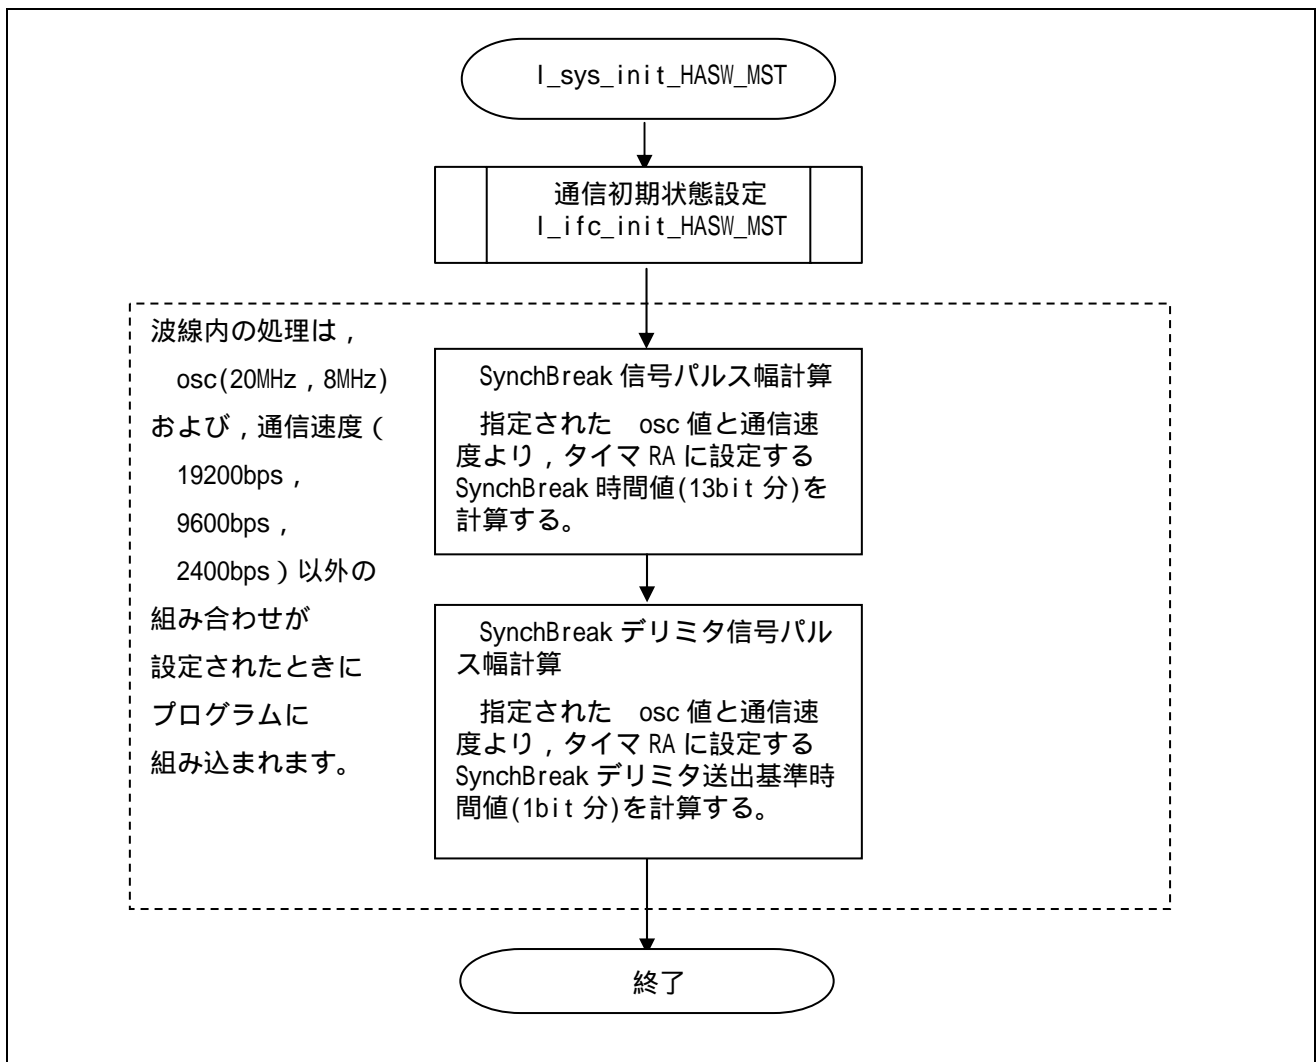 l_sys_init_HASW_MST
通信初期状態設定
l_ifc_init_HASW_MST
波線内の処理は，
osc(20MHz，8MHz)
および，通信速度（
19200bps，
9600bps，
2400bps）以外の
組み合わせが
設定されたときに
プログラムに
組み込まれます。
SynchBreak 信号パルス幅計算
指定された　osc 値と通信速
度より，タイマ RA に設定する
SynchBreak 時間値(13bit 分)を
計算する。
SynchBreak デリミタ信号パル
ス幅計算
指定された　osc 値と通信速
度より，タイマ RA に設定する
SynchBreak デリミタ送出基準時
間値(1bit 分)を計算する。
終了